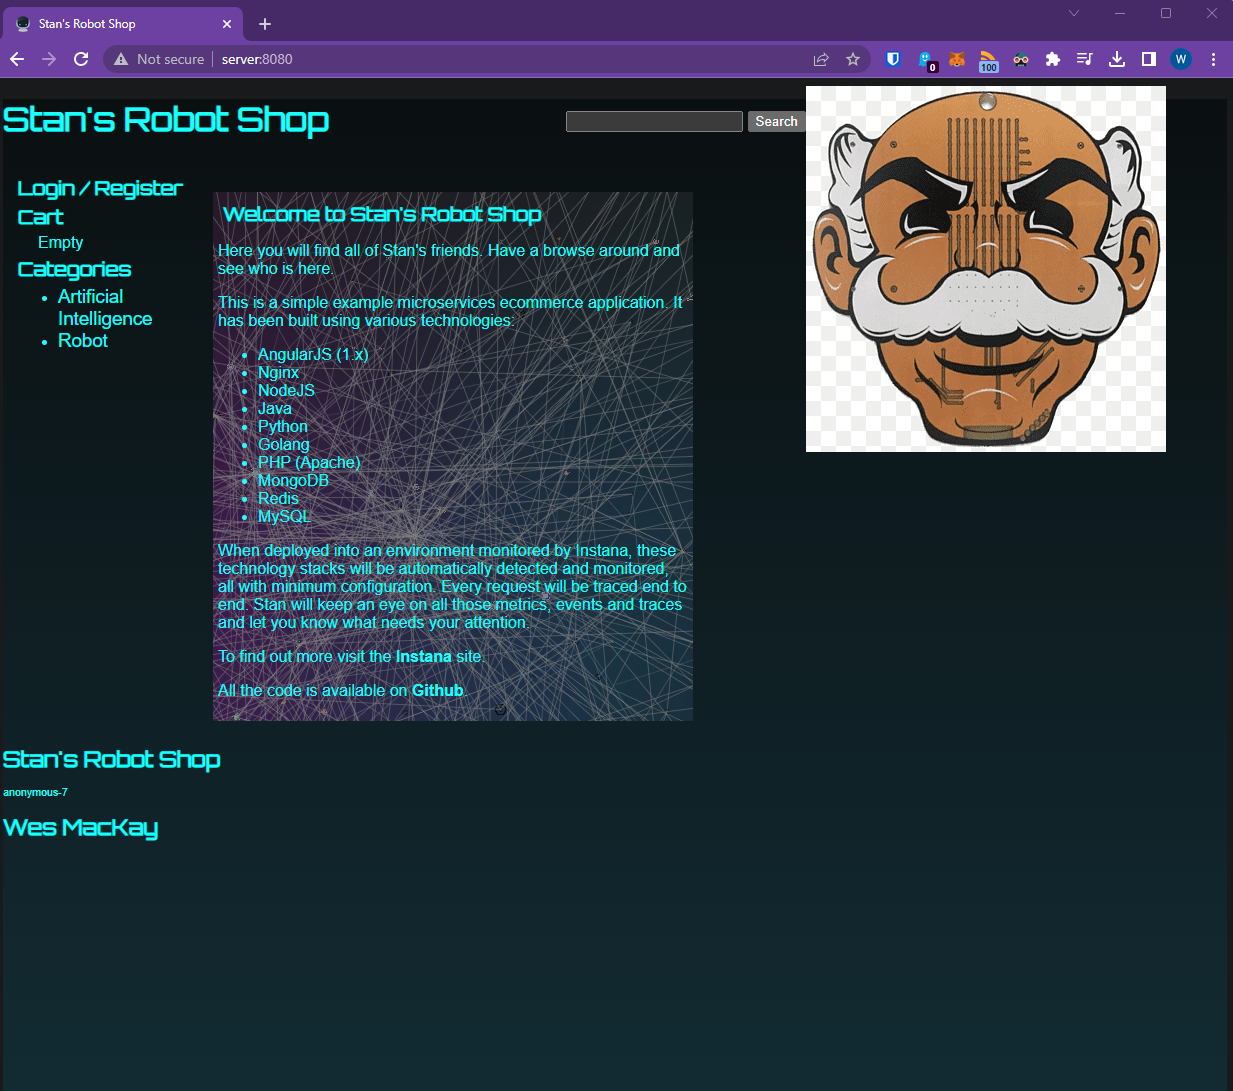 Stan's Robot Shop
Not secure
server:8080
0
100
W
Stan's Robot Shop
Search
Login / Register
Cart
Empty
Categories
Artificial
Intelligence
Robot
Welcome to Stan's Robot Shop
Here you will find all of Stan's friends. Have a browse around and
see who is here.
This is a simple example microservices ecommerce application. It
has been built using various technologies:
AngularJS (1.x)
Nginx
NodeJS
Java
Python
Golang
PHP (Apache)
MongoDB
Redis
MySQL
When deployed into an environment monitored by Instana, these
technology stacks will be automatically detected and monitored,
all with minimum configuration. Every request will be traced end to
end. Stan will keep an eye on all those metrics, events and traces
and let you know what needs your attention.
To find out more visit the Instana site.
All the code is available on Github.
Stan's Robot Shop
anonymous-7
Wes MacKay